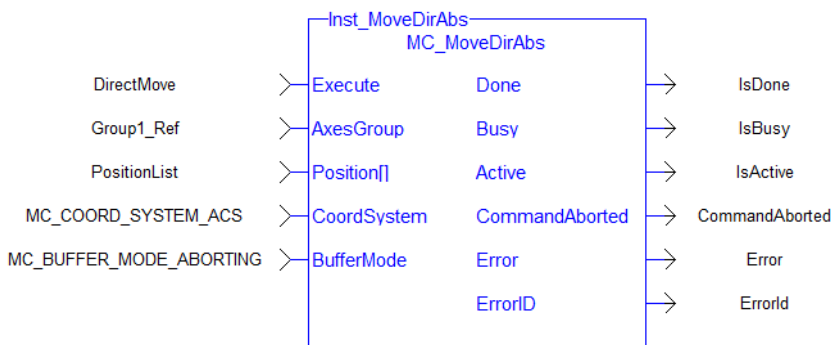 Inst_MoveDirAbs
MC_MoveDirAbs
DirectMove Execute Done IsDone
Group1_Ref AxesGroup Busy IsBusy
PositionList Position[] Active IsActive
MC_COORD_SYSTEM_ACS CoordSystem CommandAborted CommandAborted
MC_BUFFER_MODE_ABORTING BufferMode Error Error
ErrorID ErrorId